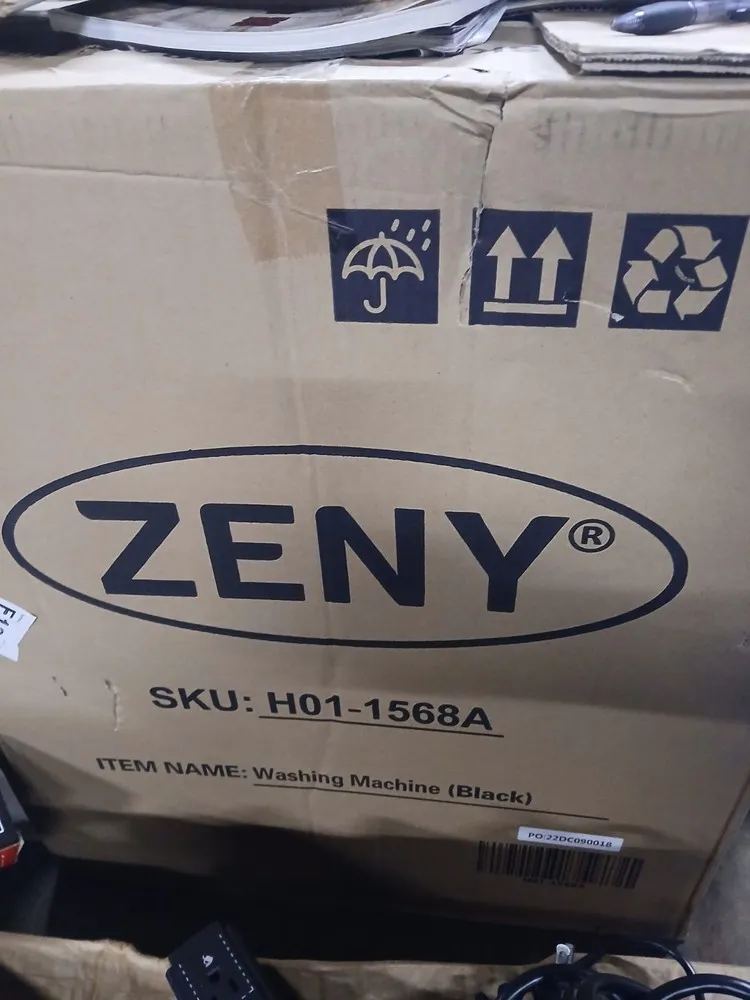 ZENY®
SKU: H01-1568A
ITEM NAME: Washing Machine (Black)
PO:22DC090018